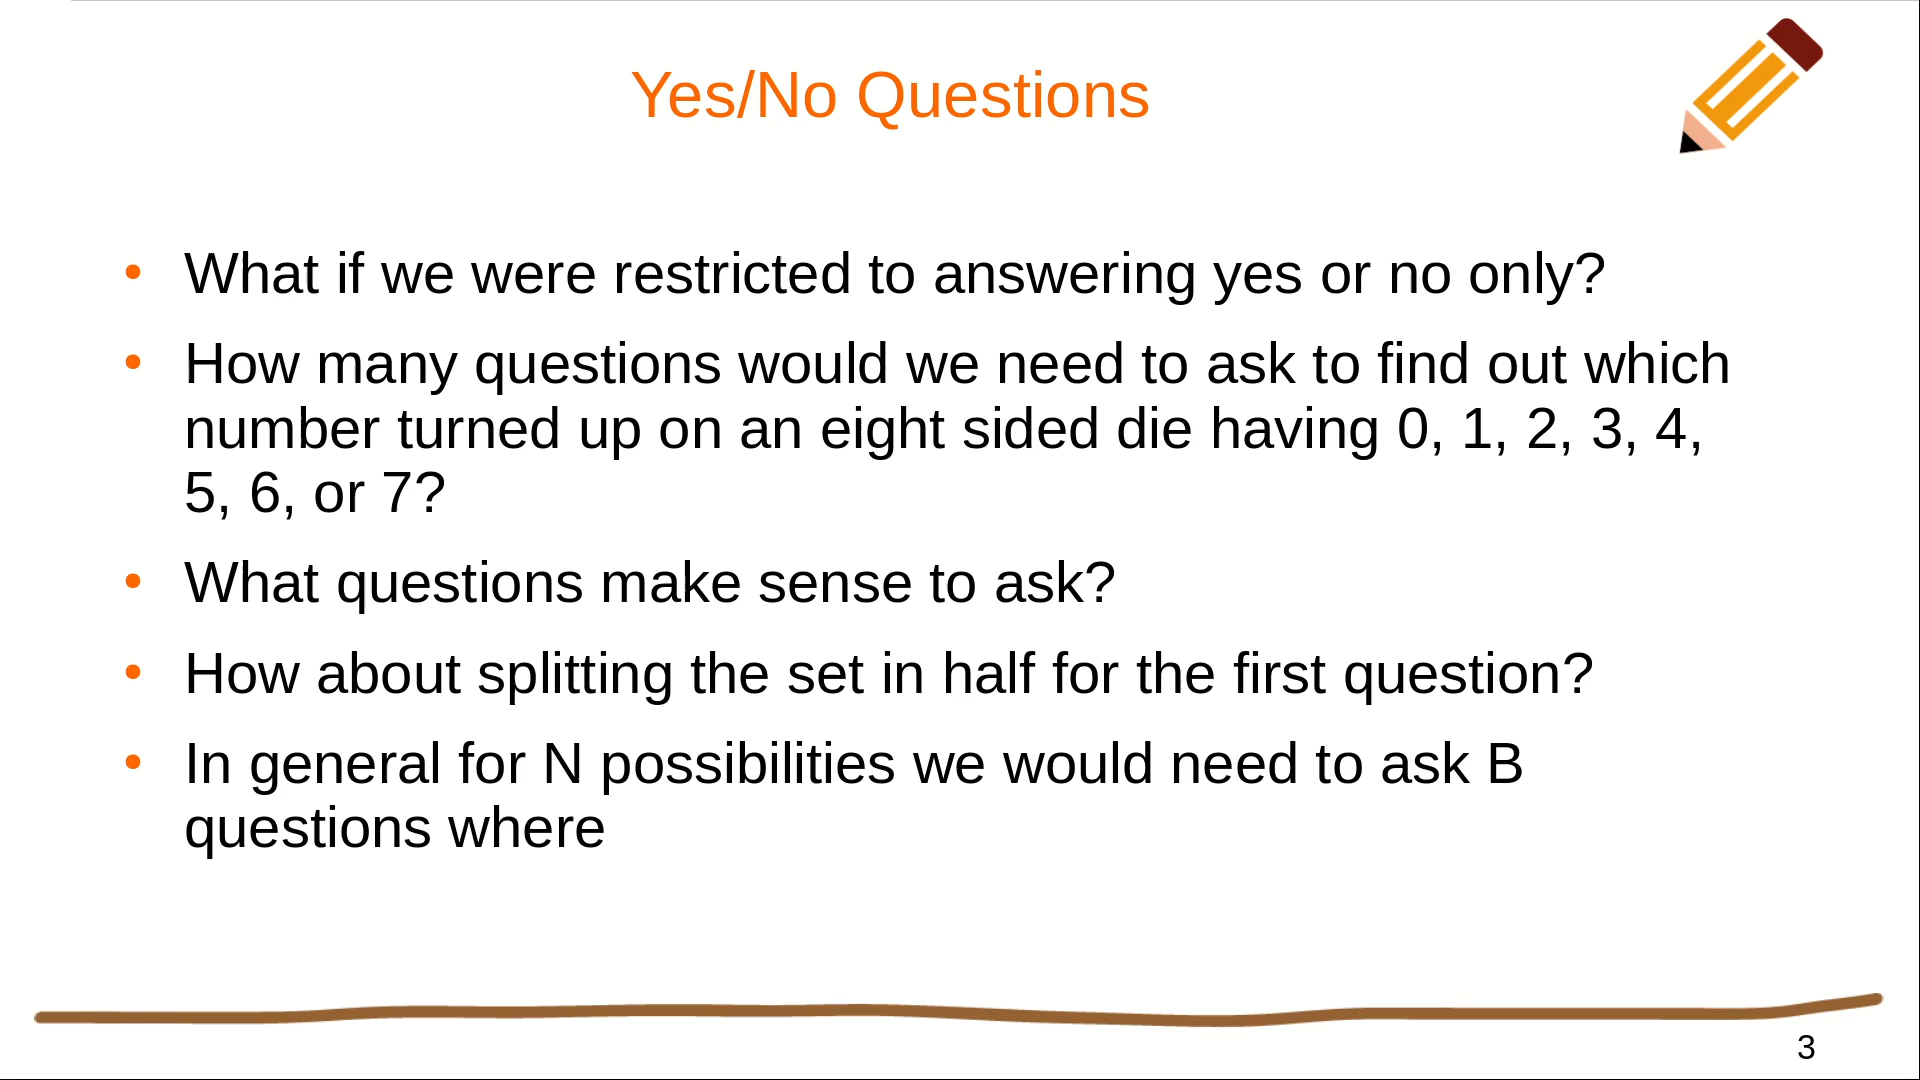 Yes/No Questions
• What if we were restricted to answering yes or no only?
• How many questions would we need to ask to find out which
number turned up on an eight sided die having 0, 1, 2, 3, 4,
5, 6, or 7?
• What questions make sense to ask?
• How about splitting the set in half for the first question?
• In general for N possibilities we would need to ask B
questions where
3